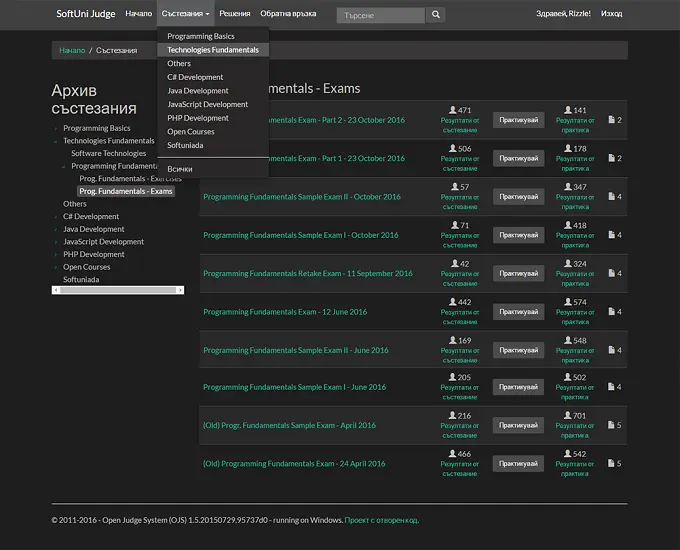 SoftUni Judge Начало Състезания Решения Обратна връзка Търсене Здравей, Rizzle! Изход
Programming Basics
Technologies Fundamentals
Others
C# Development
Java Development
JavaScript Development
PHP Development
Open Courses
Softuniada
Всички
Начало / Състезания
Архив
състезания
Programming Basics
Technologies Fundamentals
Software Technologies
Programming
Prog. Fundamentals - Exercises
Prog. Fundamentals - Exams
Others
C# Development
Java Development
JavaScript Development
PHP Development
Open Courses
Softuniada
- Exams
Exam - Part 2 - 23 October 2016 471 Резултати от състезание Практикувай 141 Резултати от практика 2
Exam - Part 1 - 23 October 2016 506 Резултати от състезание Практикувай 178 Резултати от практика 2
Programming Fundamentals Sample Exam II - October 2016 57 Резултати от състезание Практикувай 347 Резултати от практика 4
Programming Fundamentals Sample Exam I - October 2016 71 Резултати от състезание Практикувай 418 Резултати от практика 4
Programming Fundamentals Retake Exam - 11 September 2016 42 Резултати от състезание Практикувай 324 Резултати от практика 4
Programming Fundamentals Exam - 12 June 2016 442 Резултати от състезание Практикувай 574 Резултати от практика 4
Programming Fundamentals Sample Exam II - June 2016 169 Резултати от състезание Практикувай 548 Резултати от практика 4
Programming Fundamentals Sample Exam I - June 2016 205 Резултати от състезание Практикувай 502 Резултати от практика 4
(Old) Progr. Fundamentals Sample Exam - April 2016 216 Резултати от състезание Практикувай 701 Резултати от практика 5
(Old) Programming Fundamentals Exam - 24 April 2016 466 Резултати от състезание Практикувай 542 Резултати от практика 5
© 2011-2016 - Open Judge System (OJS) 1.5.20150729.95737d0 - running on Windows. Проект с отворен код.